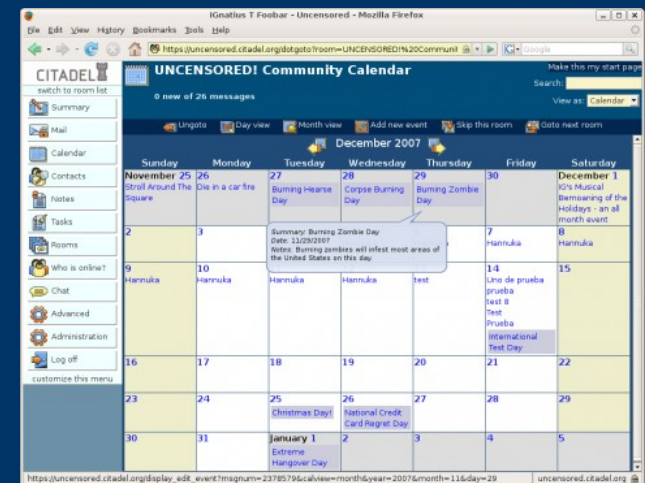 IGnatius T Foobar - Uncensored - Mozilla Firefox
File Edit View History Bookmarks Tools Help
https://uncensored.citadel.org/dotgoto?room=UNCENSORED!%20Communit
Google
CITADEL
switch to room list
Summary
Mail
Calendar
Contacts
Notes
Tasks
Rooms
Who is online?
Chat
Advanced
Administration
Log off
customize this menu
UNCENSORED! Community Calendar
0 new of 26 messages
Make this my start page
Search:
View as: Calendar
Ungoto Day view Month view Add new event Skip this room Goto next room
December 2007
Sunday Monday Tuesday Wednesday Thursday Friday Saturday
November 25 26 27 28 29 30 December 1
Stroll Around The Square
Die in a car fire
Burning Hearse Day
Corpse Burning Day
Burning Zombie Day
IG's Musical Bemoaning of the Holidays - an all month event
Summary: Burning Zombie Day
Date: 11/29/2007
Notes: Burning zombies will infest most areas of
the United States on this day
2 3 7 8
Hannuka Hannuka
9 10 14 15
Hannuka Hannuka Hannuka Hannuka test
Uno de prueba
prueba
test 8
Test
Prueba
International Test Day
16 17 18 19 20 21 22
23 24 25 26 27 28 29
Christmas Day!
National Credit Card Regret Day
30 31 January 1 2 3 4 5
Extreme Hangover Day
https://uncensored.citadel.org/display_edit_event?msgnum=2378579&calview=month&year=2007&month=11&day=29
uncensored.citadel.org